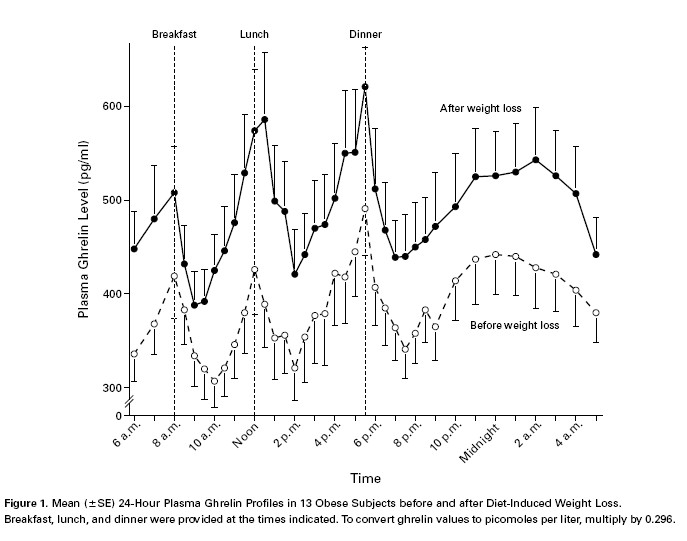 Breakfast Lunch Dinner
600
500
400
300
0
Plasma Ghrelin Level (pg/ml)
After weight loss
Before weight loss
6 a.m. 8 a.m. 10 a.m. Noon 2 p.m. 4 p.m. 6 p.m. 8 p.m. 10 p.m. Midnight 2 a.m. 4 a.m.
Time
Figure 1. Mean (±SE) 24-Hour Plasma Ghrelin Profiles in 13 Obese Subjects before and after Diet-Induced Weight Loss.
Breakfast, lunch, and dinner were provided at the times indicated. To convert ghrelin values to picomoles per liter, multiply by 0.296.